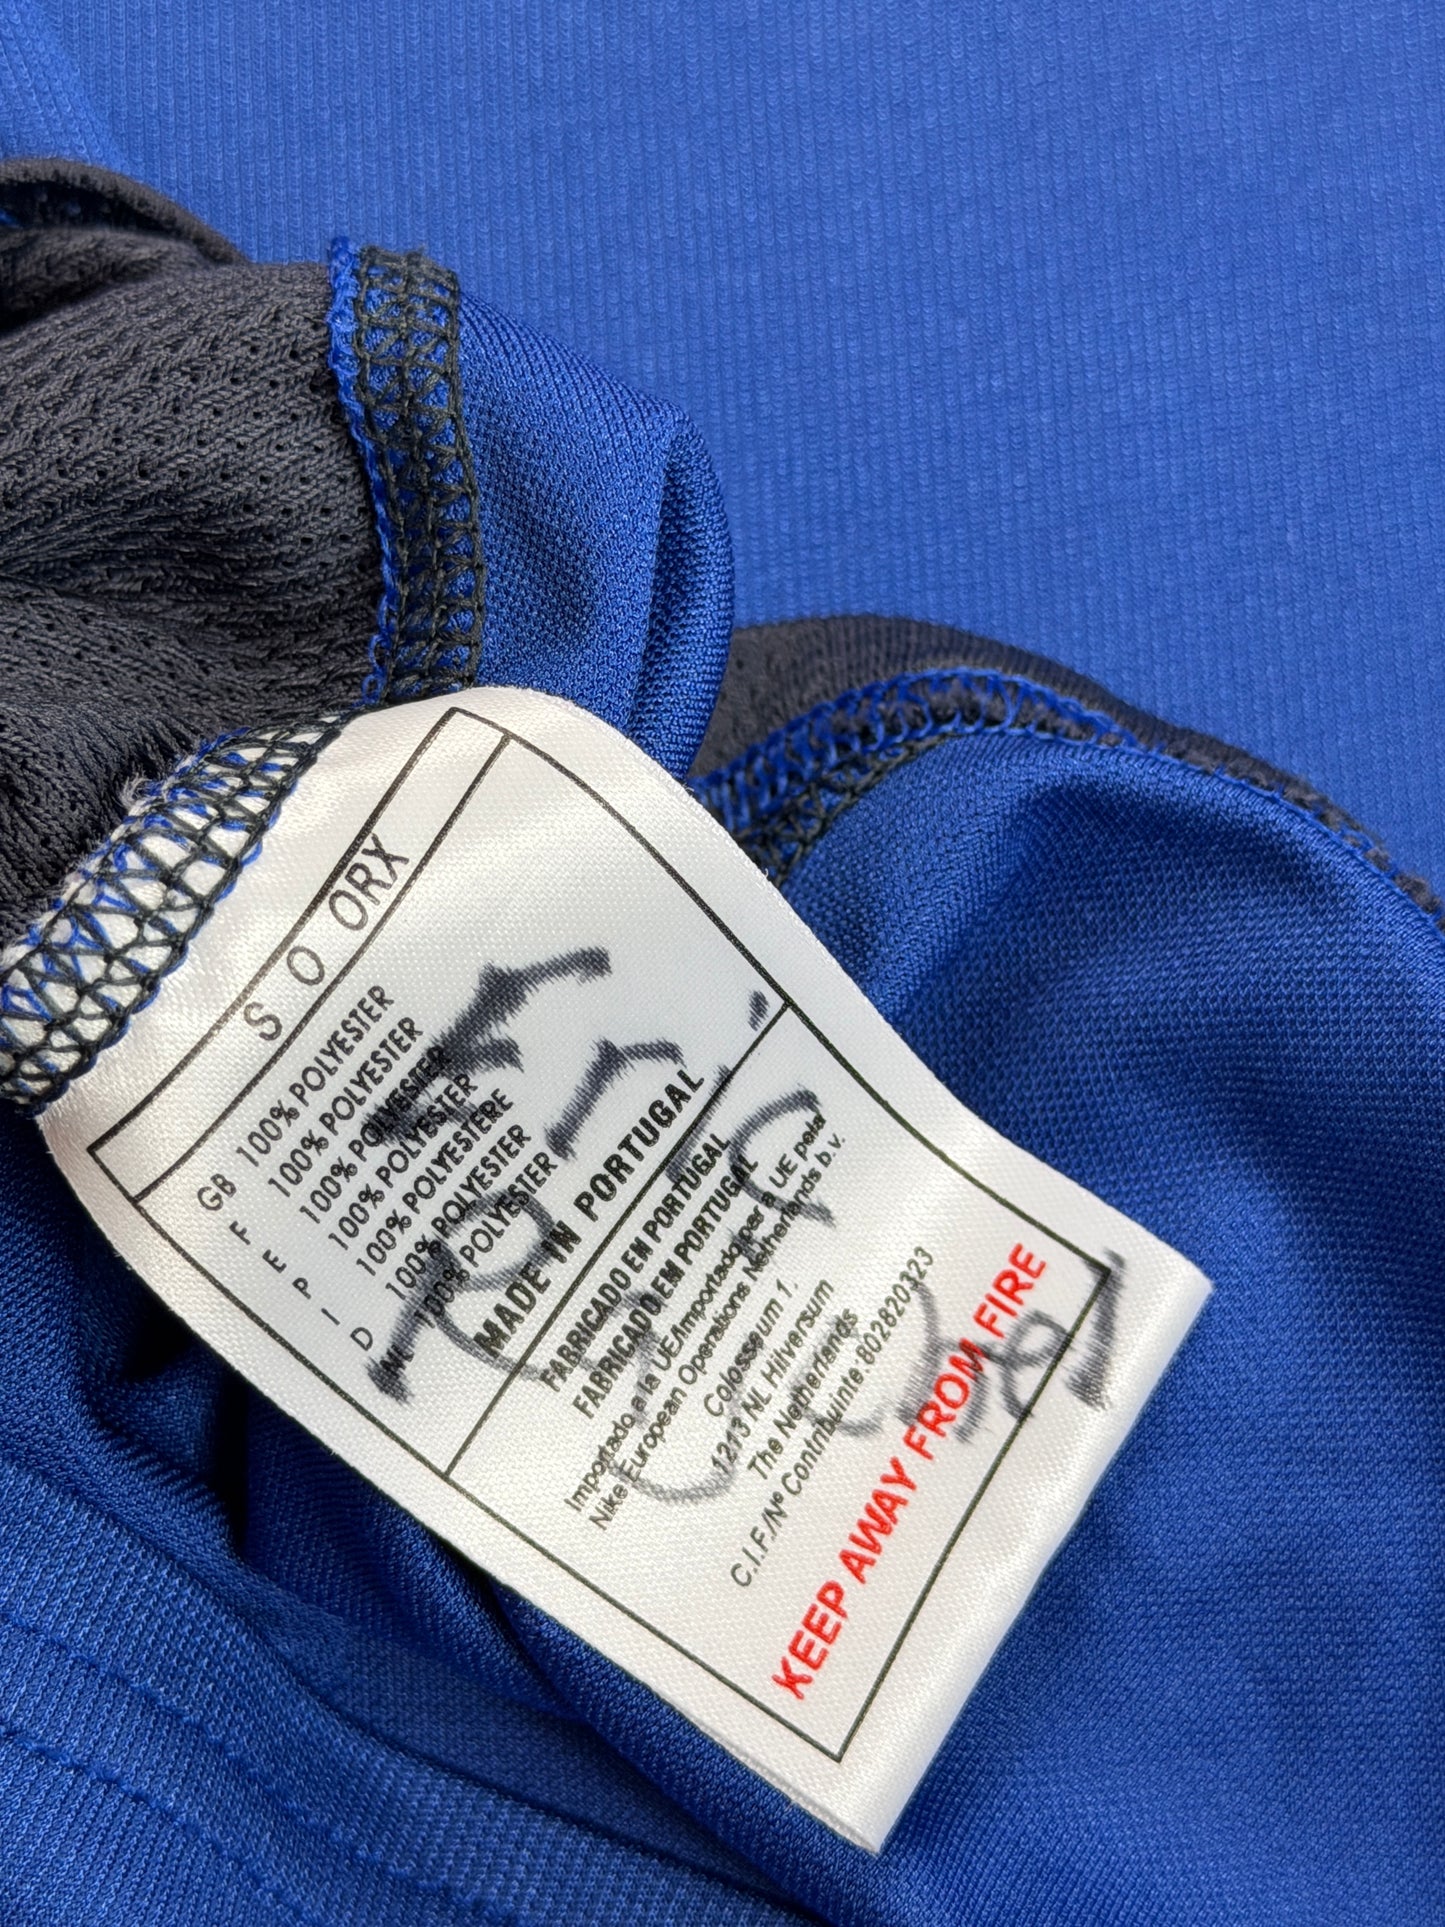 S O ORX
GB 100% POLYESTER
F 100% POLYESTER
E 100% POLYESTER
P 100% POLYESTER
I 100% POLYESTERE
D 100% POLYESTER
100% POLYESTER
MADE IN PORTUGAL
FABRICADO EN PORTUGAL
FABRICADO EM PORTUGAL
Importado a la UE/Importado per a UE pela
Nike European Operations Netherlands b.v.
Colosseum 1.
1213 NL Hilversum
The Netherlands
C.I.F./Nº Contribuinte: 802820323
KEEP AWAY FROM FIRE